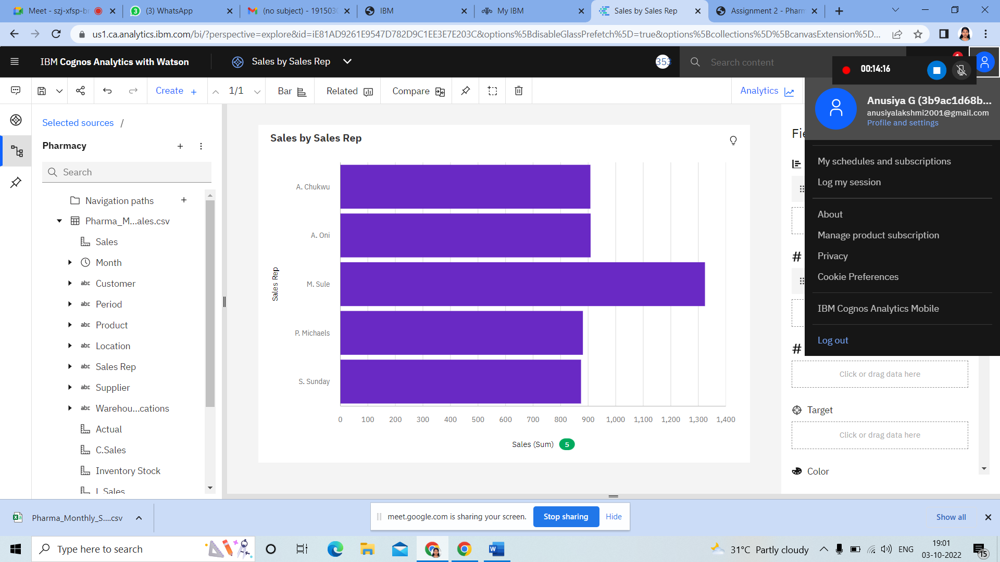 Meet - szj-xfsp-br
(3) WhatsApp
(no subject) - 1915030
IBM
My IBM
Sales by Sales Rep
Assignment 2 - Pharm
us1.ca.analytics.ibm.com/bi/?perspective=explore&id=iE81AD9261E9547D782D9C1EE3E7E203C&options%5BdisableGlassPrefetch%5D=true&options%5Bcollections%5D%5BcanvasExtension%5D...
IBM Cognos Analytics with Watson
Sales by Sales Rep
353
Search content
00:14:16
Create
1/1
Bar
Related
Compare
Analytics
Anusiya G (3b9ac1d68b...
anusiyalakshmi2001@gmail.com
Profile and settings
My schedules and subscriptions
Log my session
About
Manage product subscription
Privacy
Cookie Preferences
IBM Cognos Analytics Mobile
Log out
Selected sources /
Pharmacy
Search
Navigation paths
Pharma_M...ales.csv
Sales
Month
abc Customer
abc Period
abc Product
abc Location
abc Sales Rep
abc Supplier
abc Warehou...cations
Actual
C.Sales
Inventory Stock
L.Sales
Sales by Sales Rep
Sales Rep
A. Chukwu
A. Oni
M. Sule
P. Michaels
S. Sunday
0 100 200 300 400 500 600 700 800 900 1,000 1,100 1,200 1,300 1,400
Sales (Sum) 5
Fie
#
#
Click or drag data here
Target
Click or drag data here
Color
Pharma_Monthly_S....csv
meet.google.com is sharing your screen.
Stop sharing
Hide
Show all
Type here to search
31°C Partly cloudy
ENG
19:01
03-10-2022
15